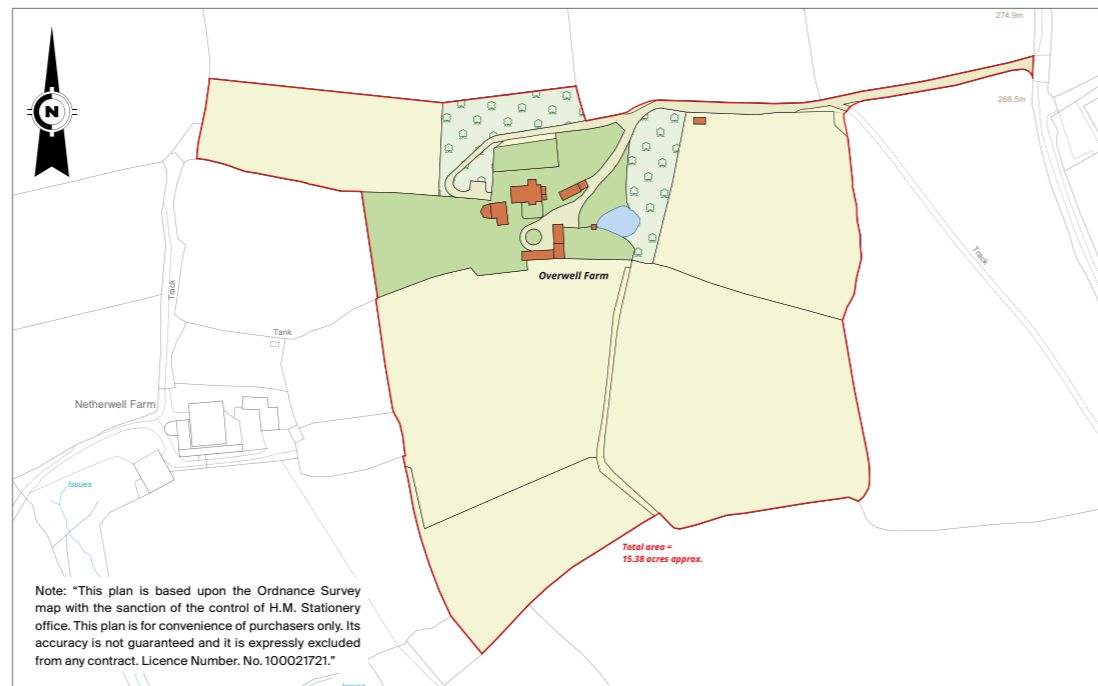 274.9m
N
268.5m
Track
Overwell Farm
Track
Tank
Netherwell Farm
Issues
Total area =
15.38 acres approx.
Note: “This plan is based upon the Ordnance Survey
map with the sanction of the control of H.M. Stationery
office. This plan is for convenience of purchasers only. Its
accuracy is not guaranteed and it is expressly excluded
from any contract. Licence Number. No. 100021721.”
Issues